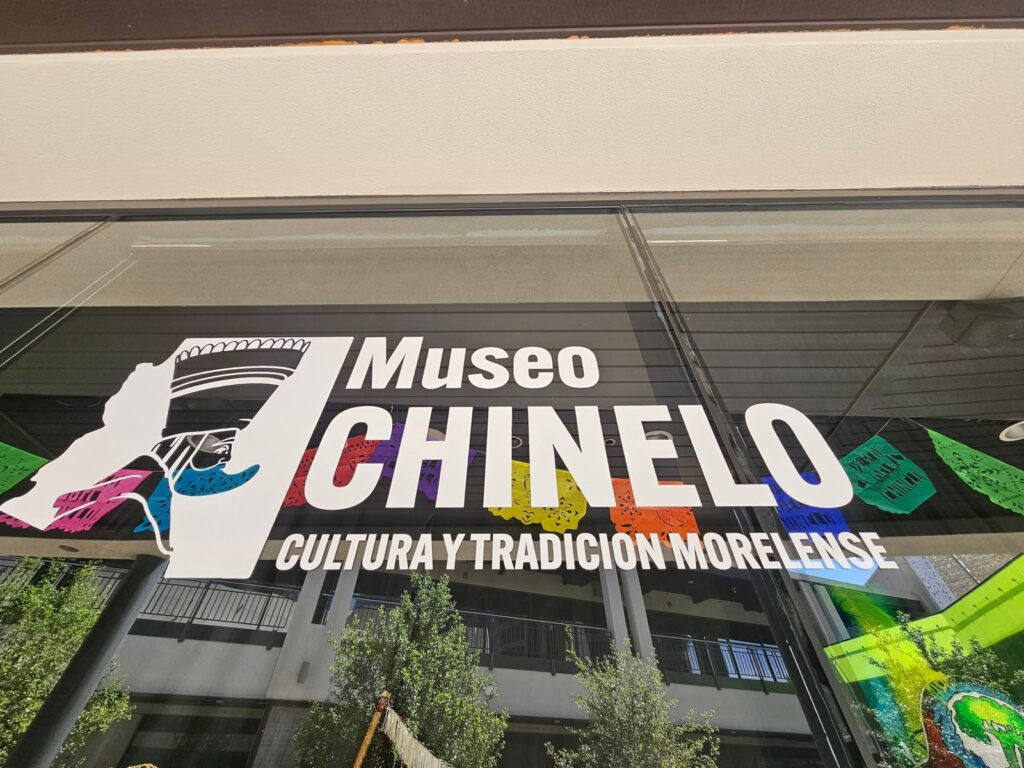 Museo
CHINELO
CULTURA Y TRADICION MORELENSE